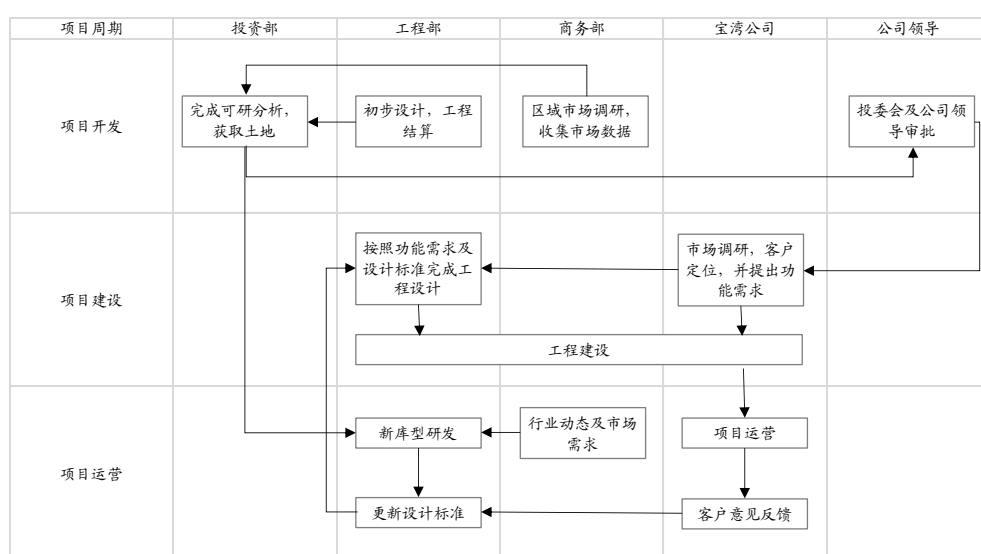 项目周期
投资部
工程部
商务部
宝湾公司
公司领导
项目开发
完成可研分析，
获取土地
初步设计，工程
结算
区域市场调研，
收集市场数据
投委会及公司领
导审批
项目建设
按照功能需求及
设计标准完成工
程设计
市场调研，客户
定位，并提出功
能需求
工程建设
项目运营
新库型研发
行业动态及市场
需求
项目运营
更新设计标准
客户意见反馈